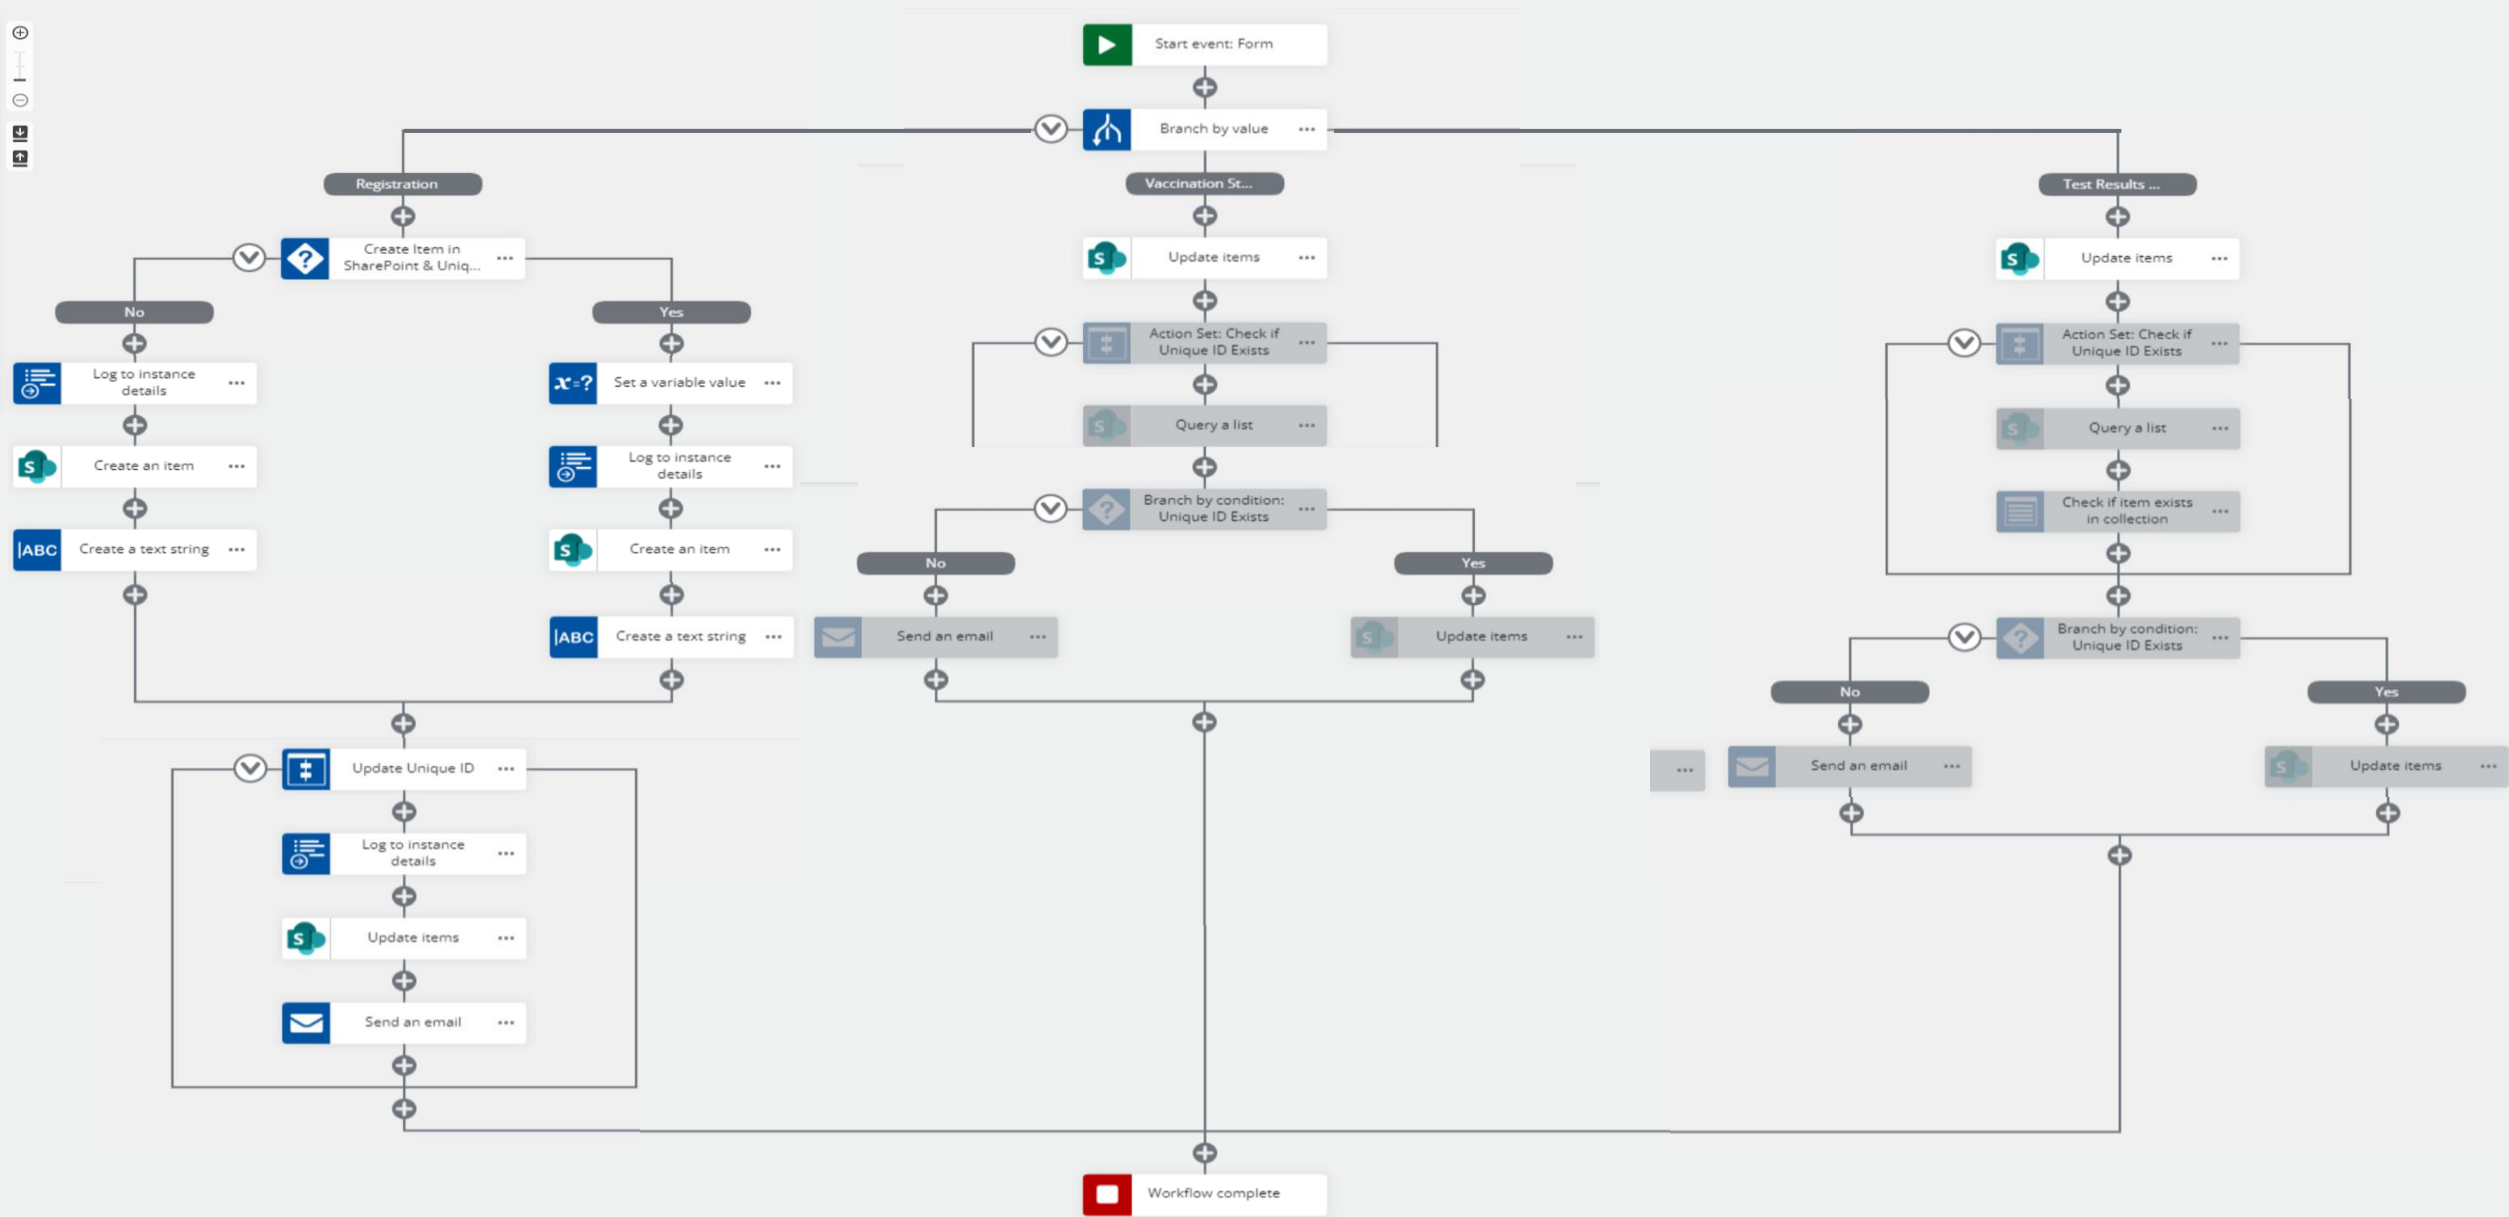 Start event: Form
Branch by value
Registration
Vaccination St...
Test Results ...
Create Item in
SharePoint & Uniq...
Update items
Update items
No
Yes
Action Set: Check if
Unique ID Exists
Action Set: Check if
Unique ID Exists
Log to instance
details
x=?
Set a variable value
Query a list
Query a list
S
Create an item
Log to instance
details
Branch by condition:
Unique ID Exists
Check if item exists
in collection
ABC
Create a text string
S
Create an item
No
Yes
ABC
Create a text string
Send an email
Update items
Branch by condition:
Unique ID Exists
No
Yes
Update Unique ID
Send an email
Update items
Log to instance
details
S
Update items
Send an email
Workflow complete